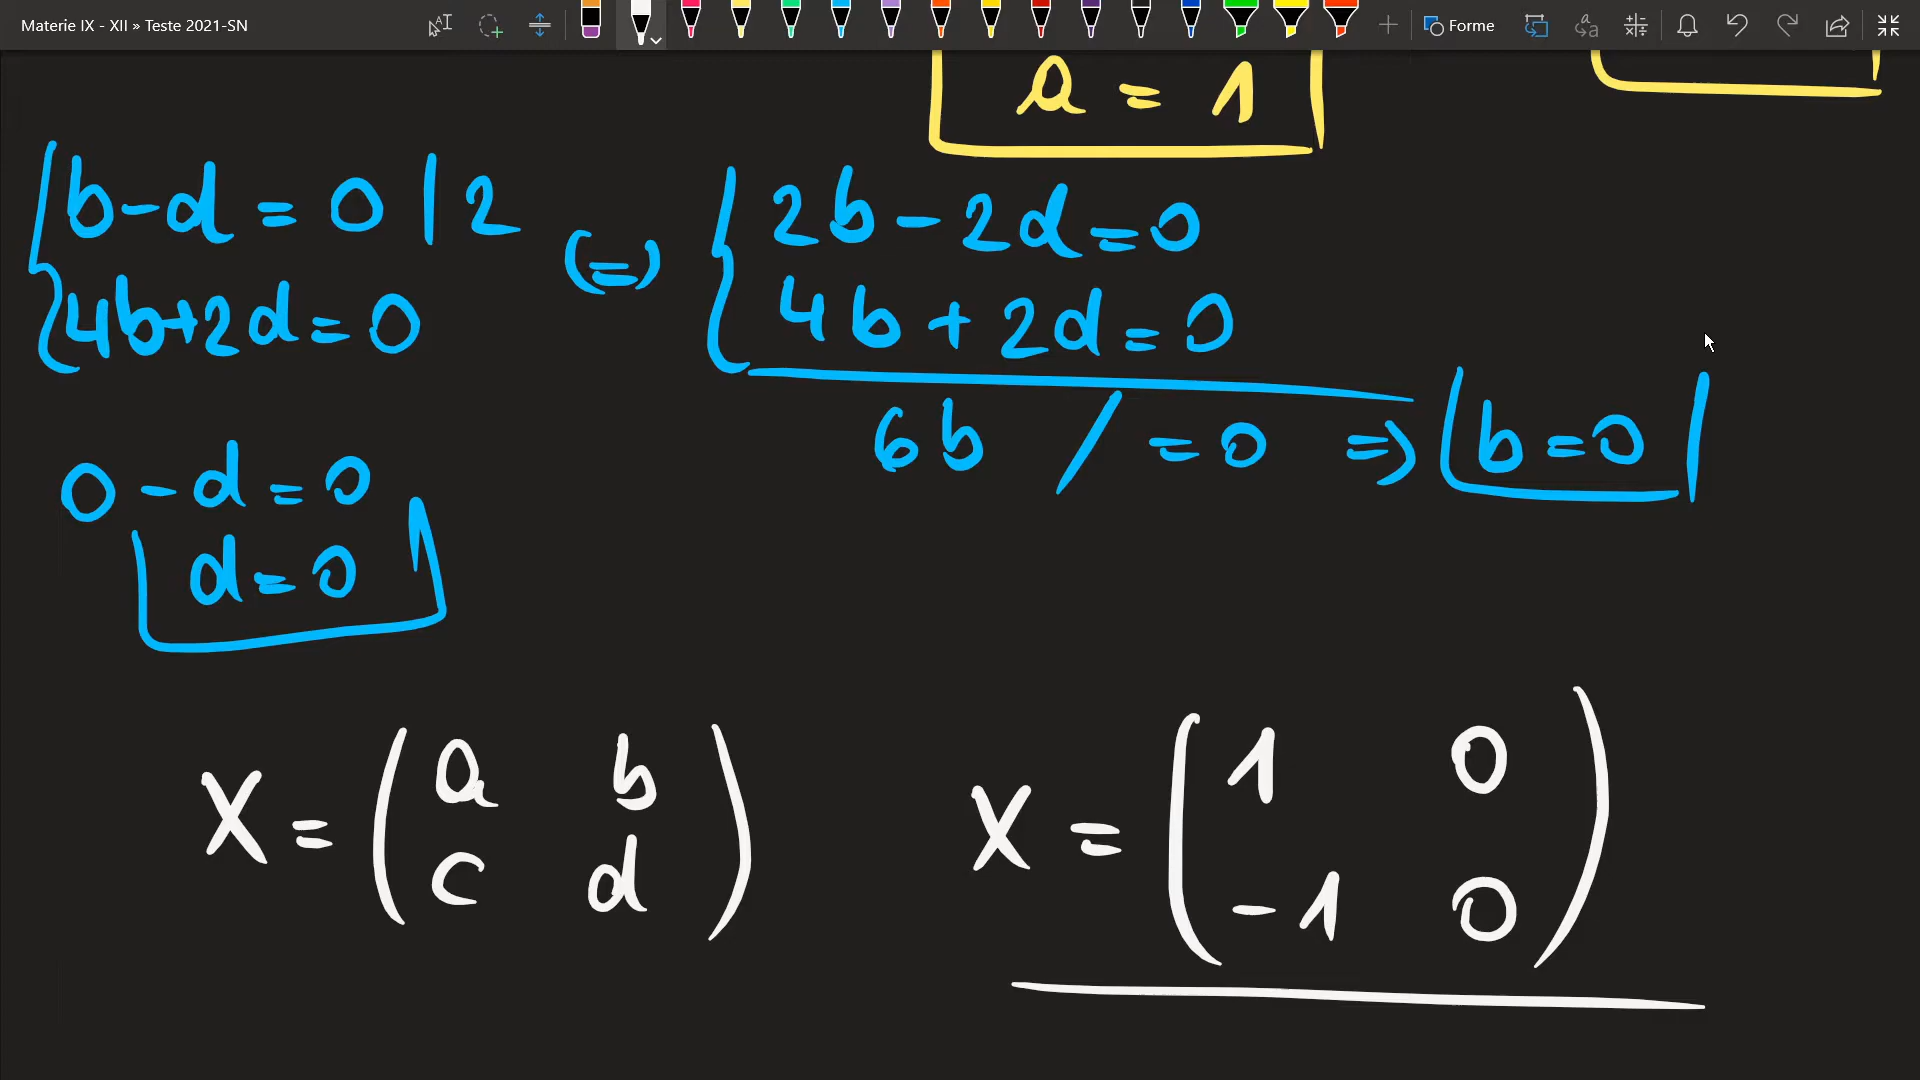 Materie IX - XII » Teste 2021-SN
Forme
a = 1
b-d = 0 | 2
4b+2d = 0
(=)
2b - 2d = 0
4b + 2d = 0
6b / = 0 => b = 0
0 - d = 0
d = 0
X = ( a b
c d )
X = ( 1 0
-1 0 )